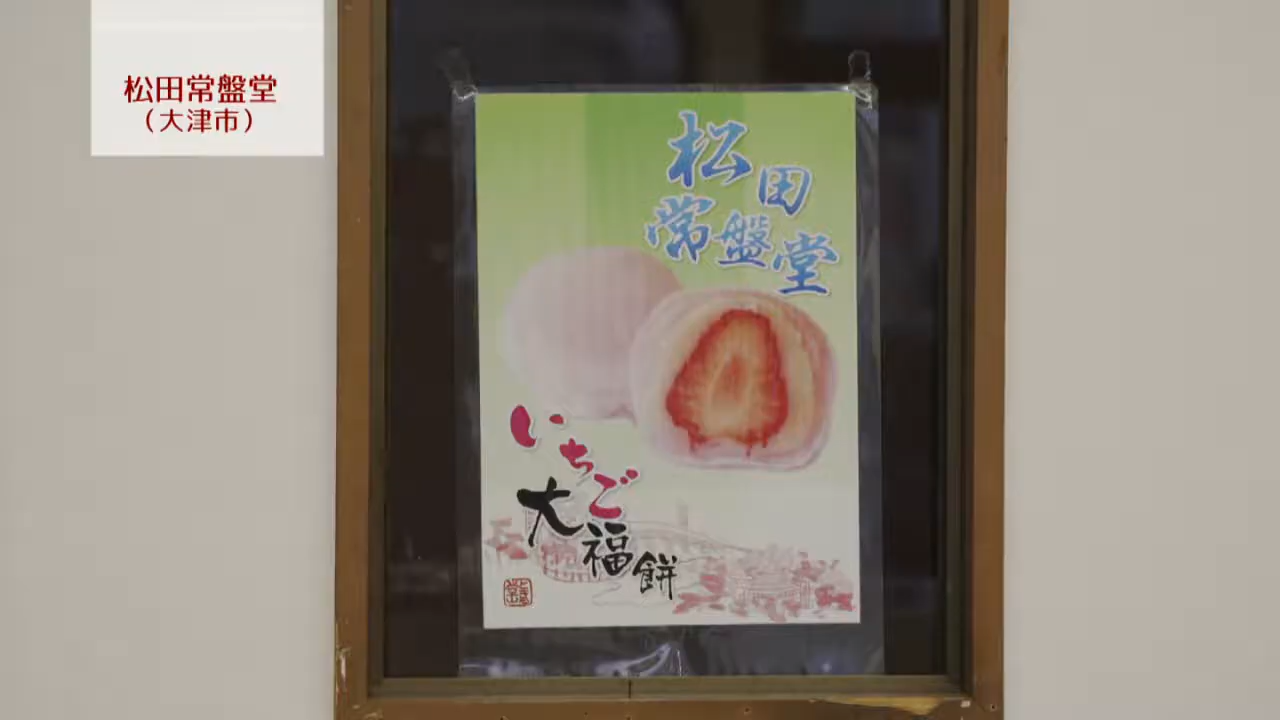 松田常盤堂
（大津市）
松田
常盤堂
いちご
大福餅